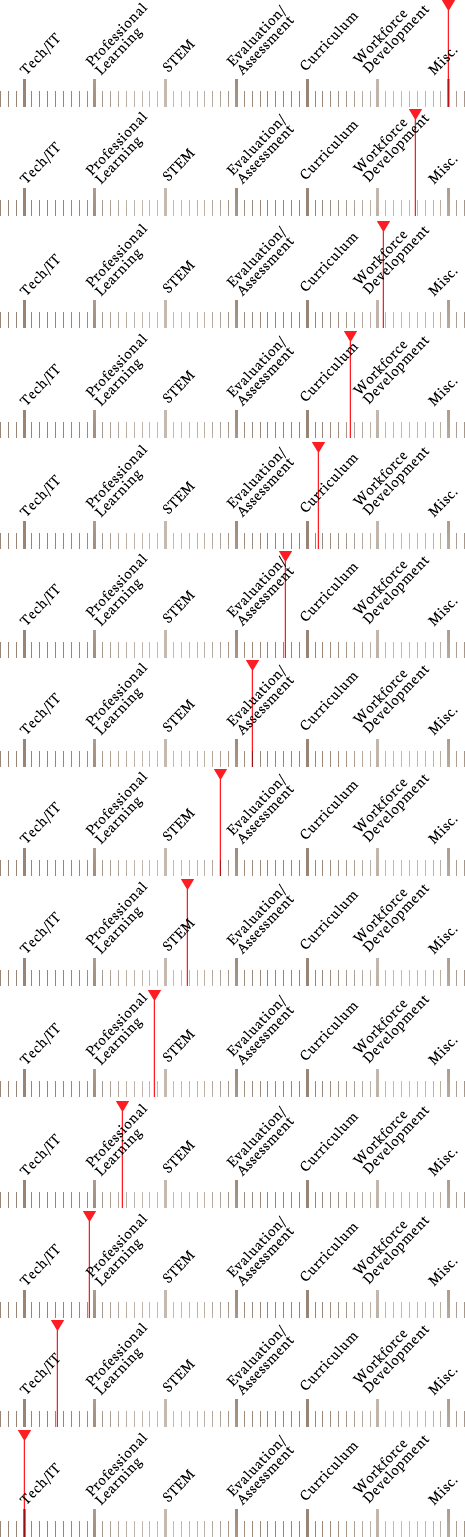 Tech/IT
Professional
Learning
STEM
Evaluation/
Assessment
Curriculum
Workforce
Development
Misc.
Tech/IT
Professional
Learning
STEM
Evaluation/
Assessment
Curriculum
Workforce
Development
Misc.
Tech/IT
Professional
Learning
STEM
Evaluation/
Assessment
Curriculum
Workforce
Development
Misc.
Tech/IT
Professional
Learning
STEM
Evaluation/
Assessment
Curriculum
Workforce
Development
Misc.
Tech/IT
Professional
Learning
STEM
Evaluation/
Assessment
Curriculum
Workforce
Development
Misc.
Tech/IT
Professional
Learning
STEM
Evaluation/
Assessment
Curriculum
Workforce
Development
Misc.
Tech/IT
Professional
Learning
STEM
Evaluation/
Assessment
Curriculum
Workforce
Development
Misc.
Tech/IT
Professional
Learning
STEM
Evaluation/
Assessment
Curriculum
Workforce
Development
Misc.
Tech/IT
Professional
Learning
STEM
Evaluation/
Assessment
Curriculum
Workforce
Development
Misc.
Tech/IT
Professional
Learning
STEM
Evaluation/
Assessment
Curriculum
Workforce
Development
Misc.
Tech/IT
Professional
Learning
STEM
Evaluation/
Assessment
Curriculum
Workforce
Development
Misc.
Tech/IT
Professional
Learning
STEM
Evaluation/
Assessment
Curriculum
Workforce
Development
Misc.
Tech/IT
Professional
Learning
STEM
Evaluation/
Assessment
Curriculum
Workforce
Development
Misc.
Tech/IT
Professional
Learning
STEM
Evaluation/
Assessment
Curriculum
Workforce
Development
Misc.